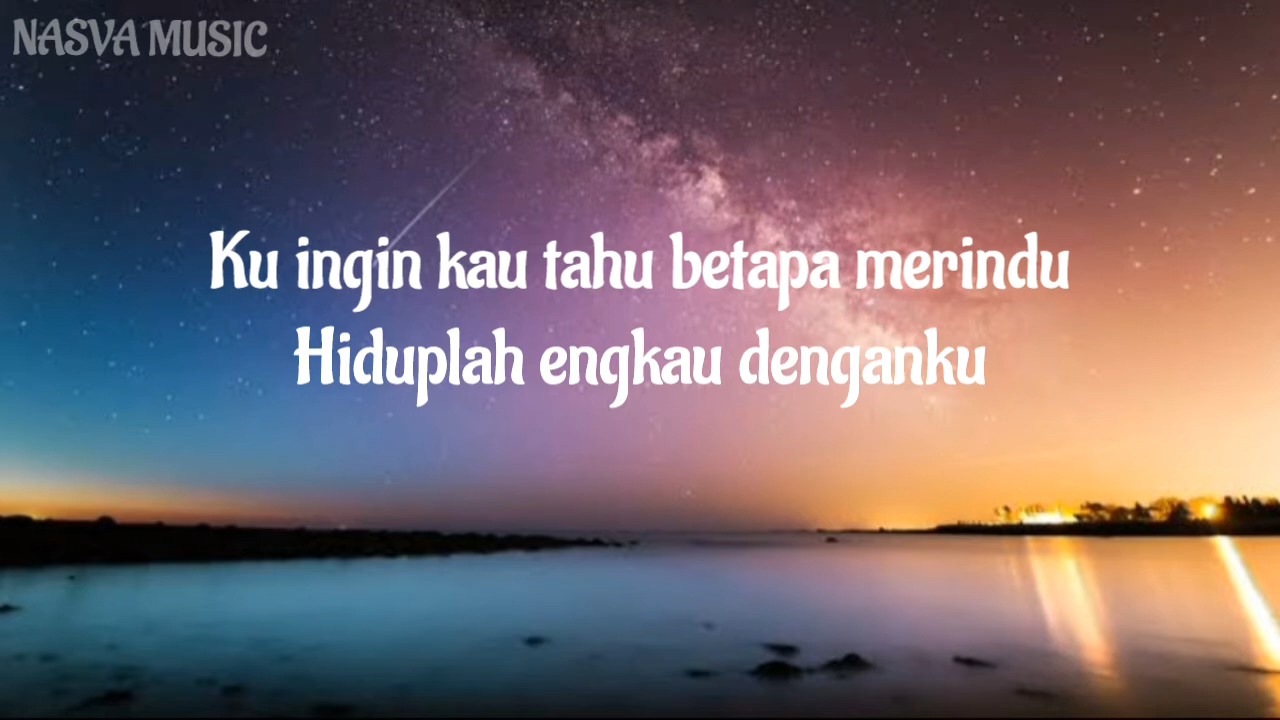 NASVA MUSIC
Ku ingin kau tahu betapa merindu
Hiduplah engkau denganku